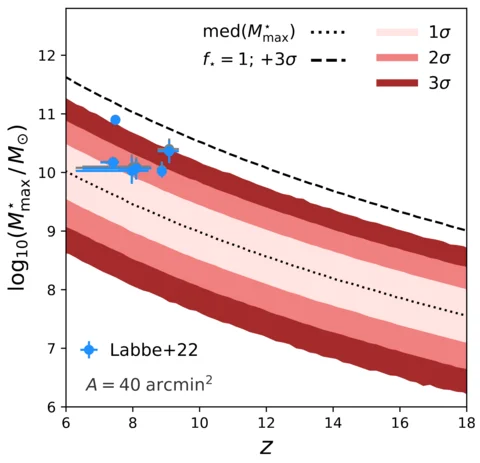 med(M⋆max)
f⋆ = 1; +3σ
1σ
2σ
3σ
log10(M⋆max / M⊙)
12
11
10
9
8
7
6
Labbe+22
A = 40 arcmin²
6 8 10 12 14 16 18
z